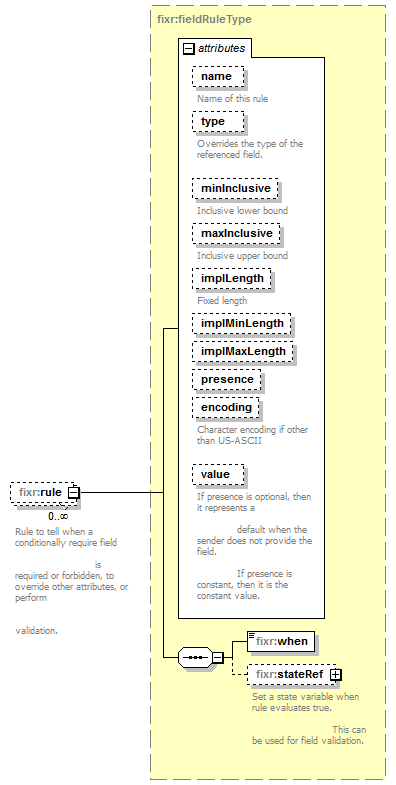 fixr:fieldRuleType
attributes
name
Name of this rule
type
Overrides the type of the
referenced field.
minInclusive
Inclusive lower bound
maxInclusive
Inclusive upper bound
implLength
Fixed length
implMinLength
implMaxLength
presence
encoding
Character encoding if other
than US-ASCII
value
If presence is optional, then
it represents a
default when the
sender does not provide the
field.
If presence is
constant, then it is the
constant value.
fixr:rule
0..∞
Rule to tell when a
conditionally require field
is
required or forbidden, to
override other attributes, or
perform
validation.
fixr:when
fixr:stateRef
Set a state variable when
rule evaluates true.
This can
be used for field validation.